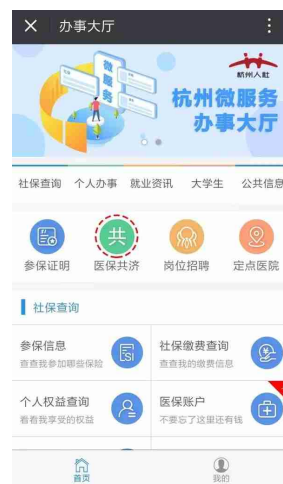 办事大厅
微服务
杭州人社
杭州微服务
办事大厅
社保查询 个人办事 就业资讯 大学生 公共信息
共
参保证明 医保共济 岗位招聘 定点医院
社保查询
参保信息
查查我参加哪些保险
SI
社保缴费查询
查查我的缴费信息
个人权益查询
看看我享受的权益
医保账户
不要忘了这里还有钱
首页
我的